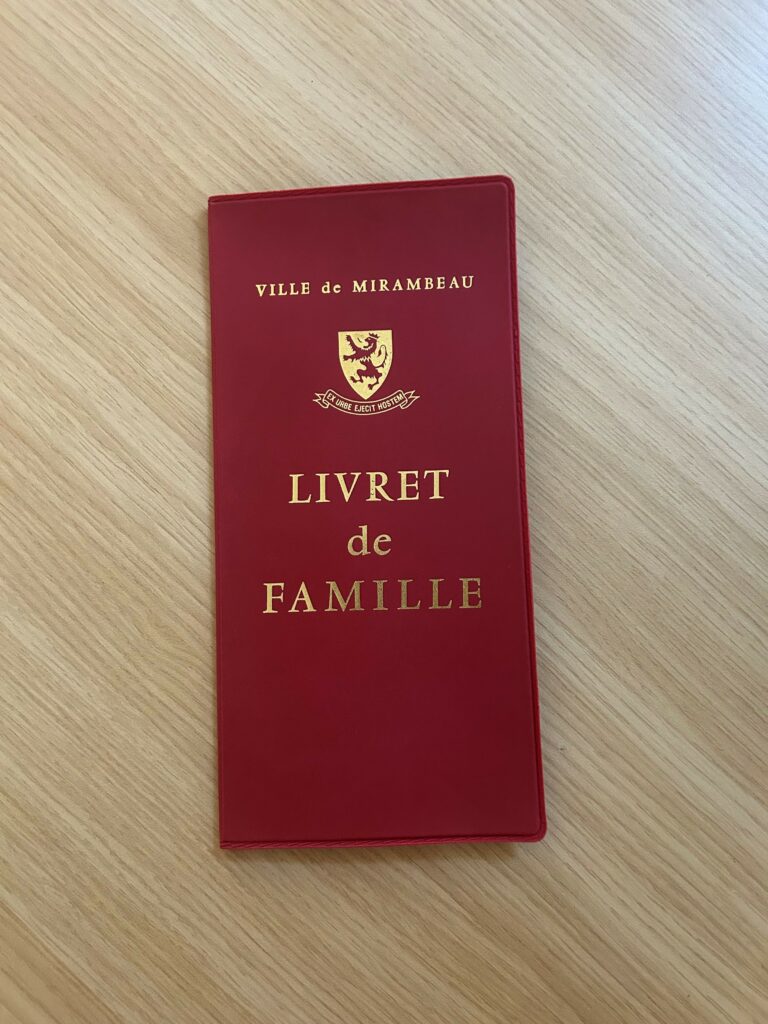 VILLE de MIRAMBEAU
EX URBE EJECIT HOSTEM
LIVRET
de
FAMILLE